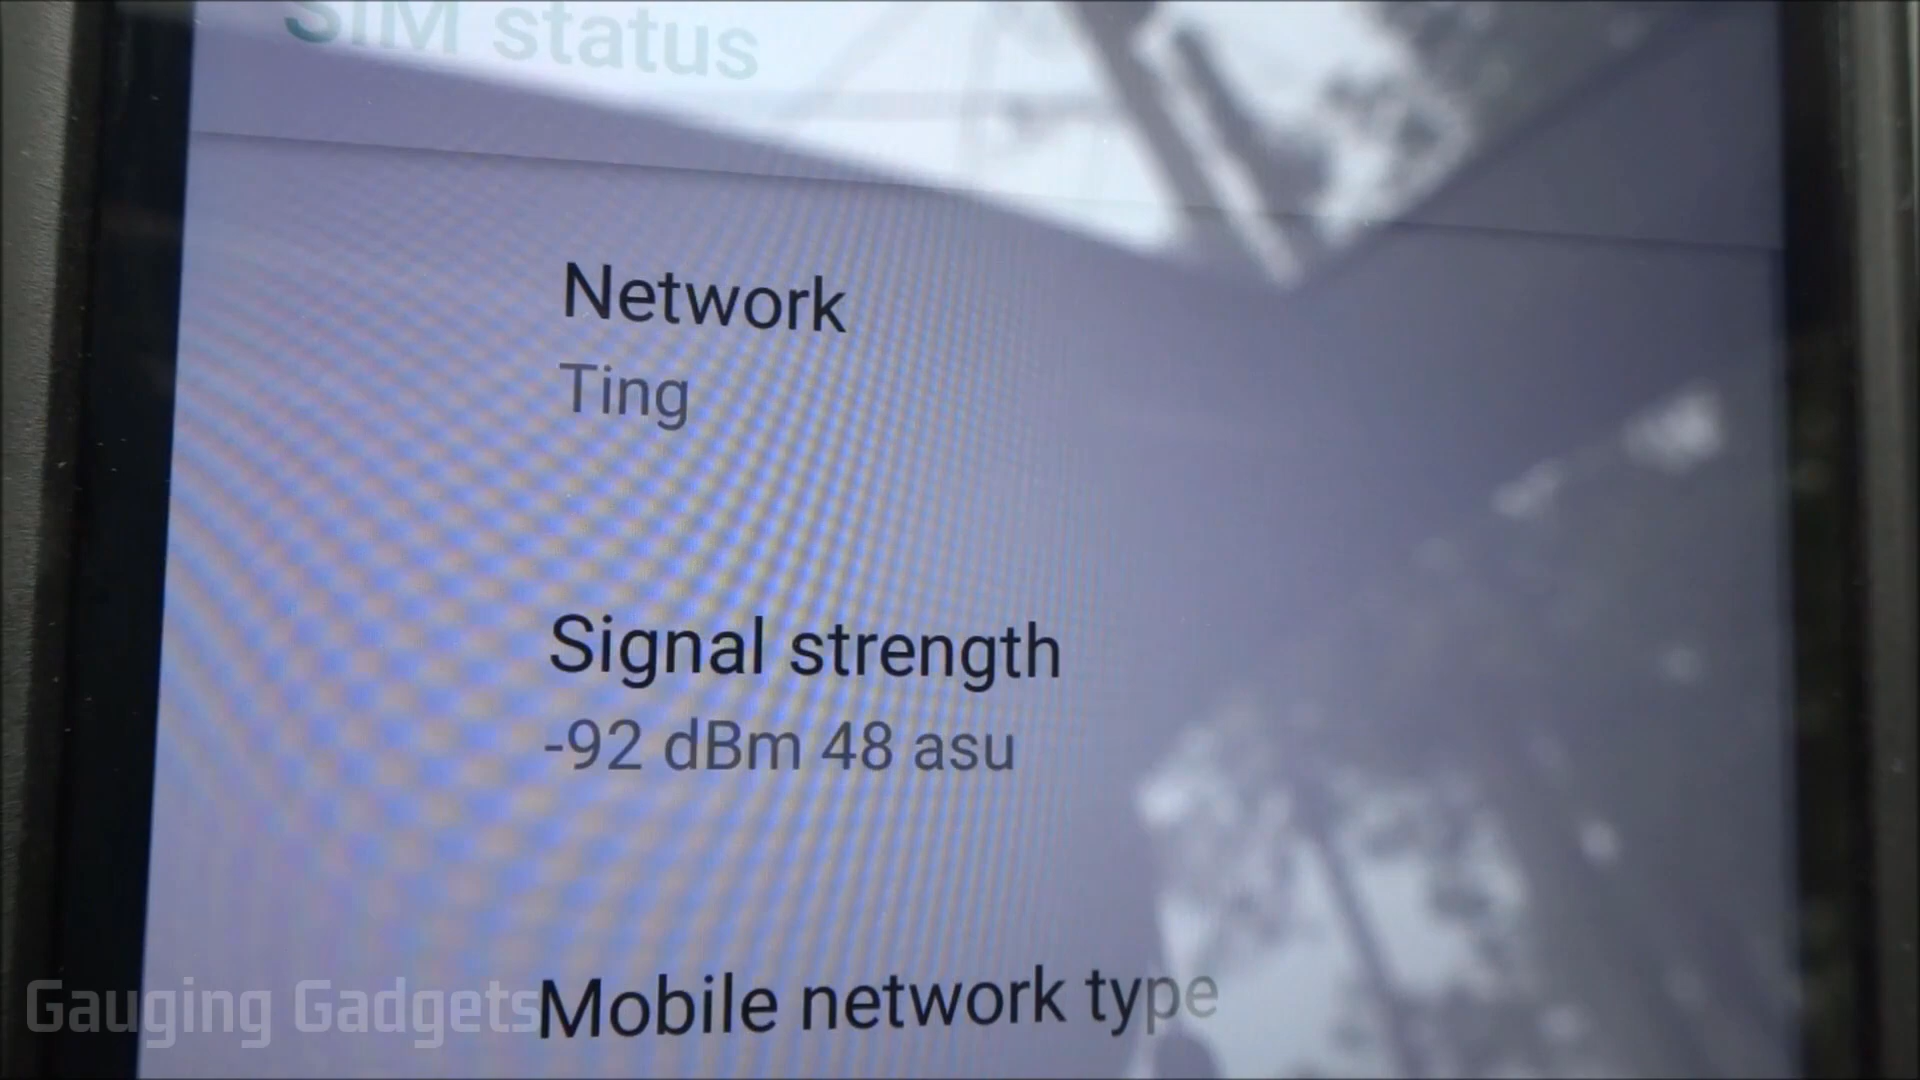 SIM status
Network
Ting
Signal strength
-92 dBm 48 asu
Mobile network type
Gauging Gadgets